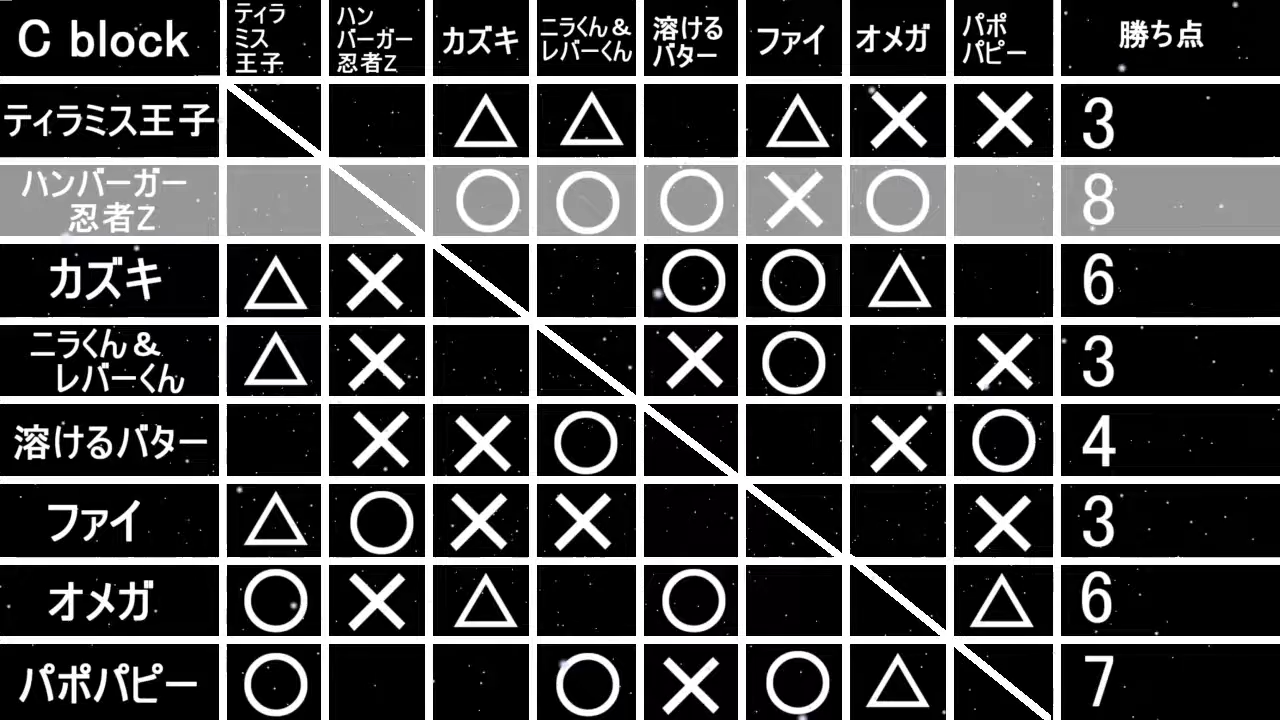 C block
ティラ
ミス
王子
ハン
バーガー
忍者Z
カズキ
ニラくん&
レバーくん
溶ける
バター
ファイ
オメガ
パポ
パピー
勝ち点
ティラミス王子 △ △ △ × × 3
ハンバーガー
忍者Z
○ ○ ○ × ○ 8
カズキ △ × ○ ○ △ 6
ニラくん&
レバーくん
△ × × ○ × 3
溶けるバター × × ○ × ○ 4
ファイ △ ○ × × × 3
オメガ ○ × △ ○ △ 6
パポパピー ○ ○ × ○ △ 7